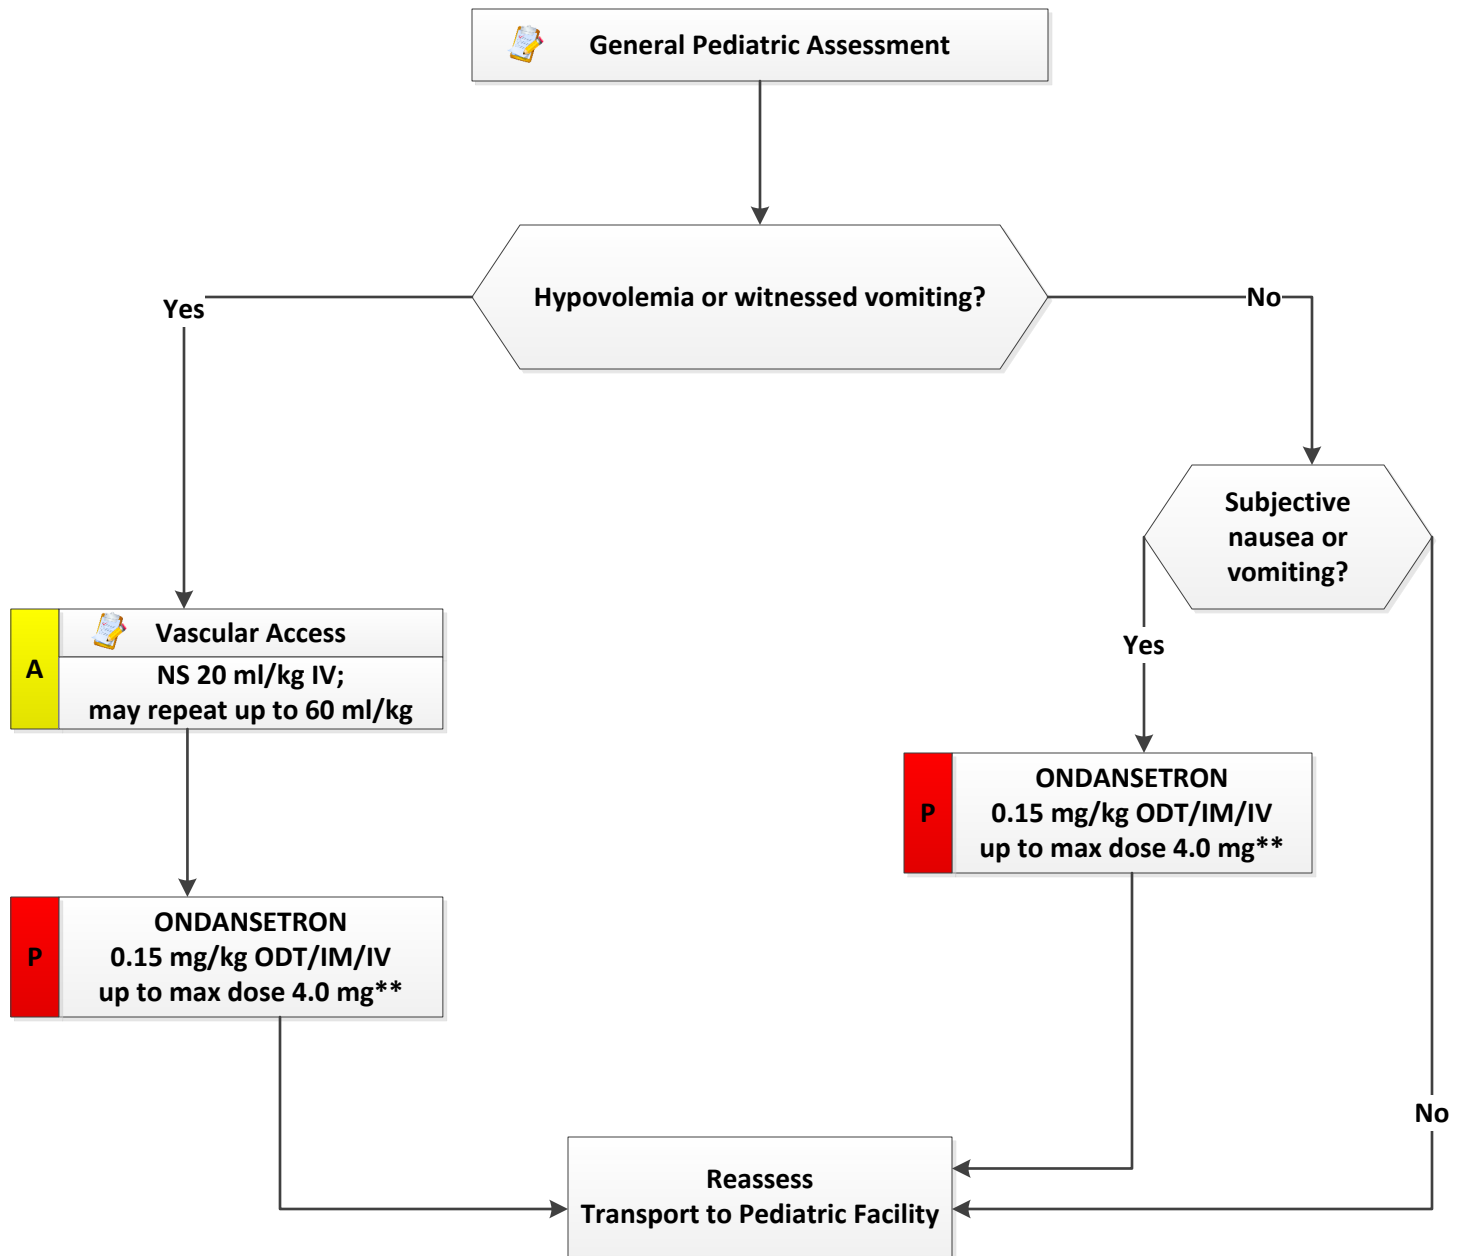 General Pediatric Assessment
Hypovolemia or witnessed vomiting?
Yes
No
Subjective
nausea or
vomiting?
A
Vascular Access
NS 20 ml/kg IV;
may repeat up to 60 ml/kg
Yes
P
ONDANSETRON
0.15 mg/kg ODT/IM/IV
up to max dose 4.0 mg**
P
ONDANSETRON
0.15 mg/kg ODT/IM/IV
up to max dose 4.0 mg**
No
Reassess
Transport to Pediatric Facility